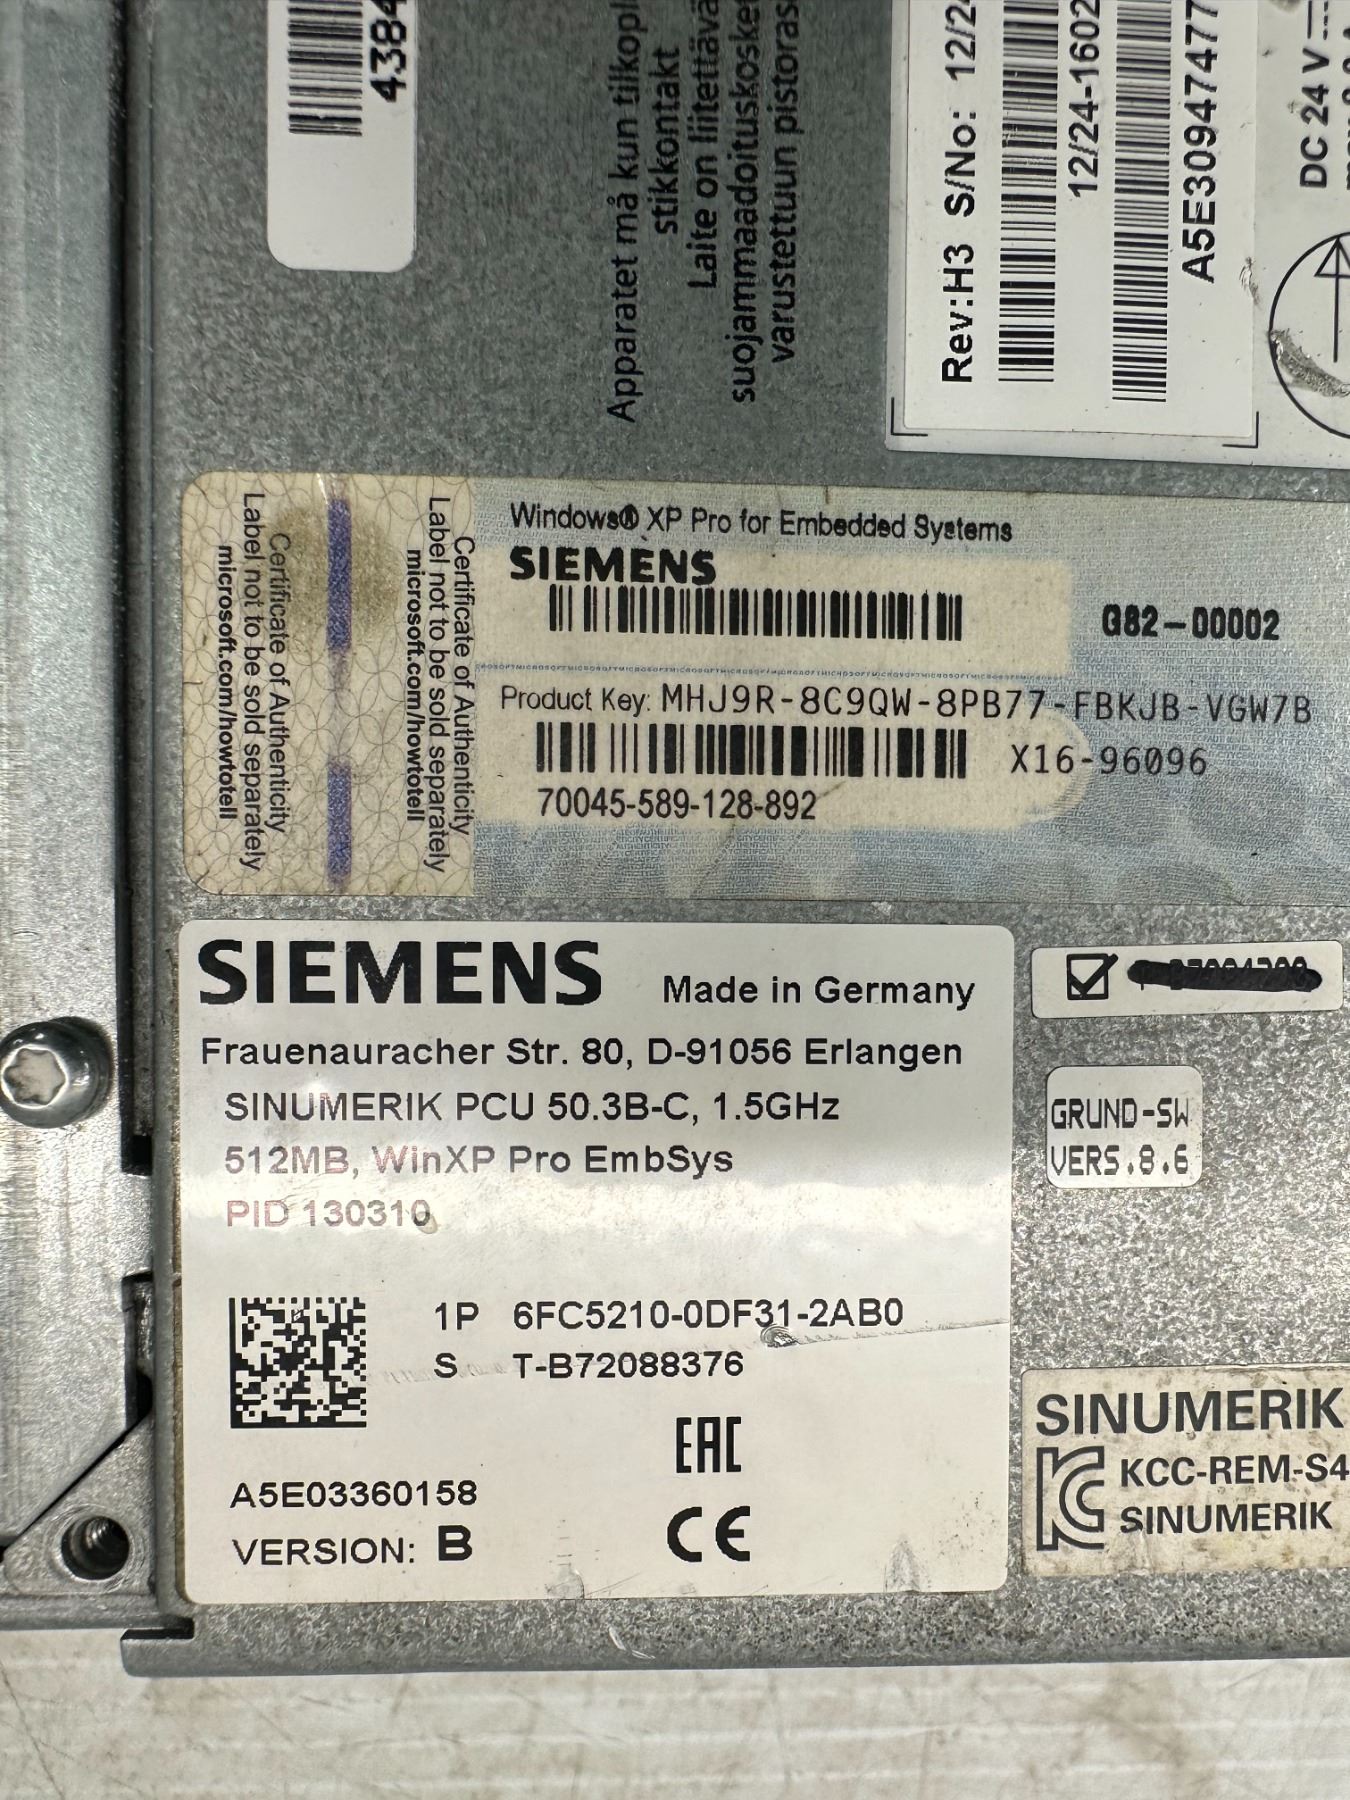 4384
Apparatet må kun tilkopl
stikkontakt
Laite on liitettävä
suojammaadoituskosket
varustettuun pistoras
Rev:H3 S/No: 12/24
12/24-1602
A5E30947477
DC 24 V
Certificate of Authenticity
Label not to be sold separately
microsoft.com/howtotell
Certificate of Authenticity
Label not to be sold separately
microsoft.com/howtotell
Windows® XP Pro for Embedded Systems
SIEMENS
G82-00002
Product Key: MHJ9R-8C9QW-8PB77-FBKJB-VGW7B
X16-96096
70045-589-128-892
SIEMENS Made in Germany
Frauenauracher Str. 80, D-91056 Erlangen
SINUMERIK PCU 50.3B-C, 1.5GHz
512MB, WinXP Pro EmbSys
PID 130310
1P 6FC5210-0DF31-2AB0
S T-B72088376
EAC
A5E03360158
CE
VERSION: B
GRUND-SW
VERS.8.6
SINUMERIK
KCC-REM-S4
SINUMERIK